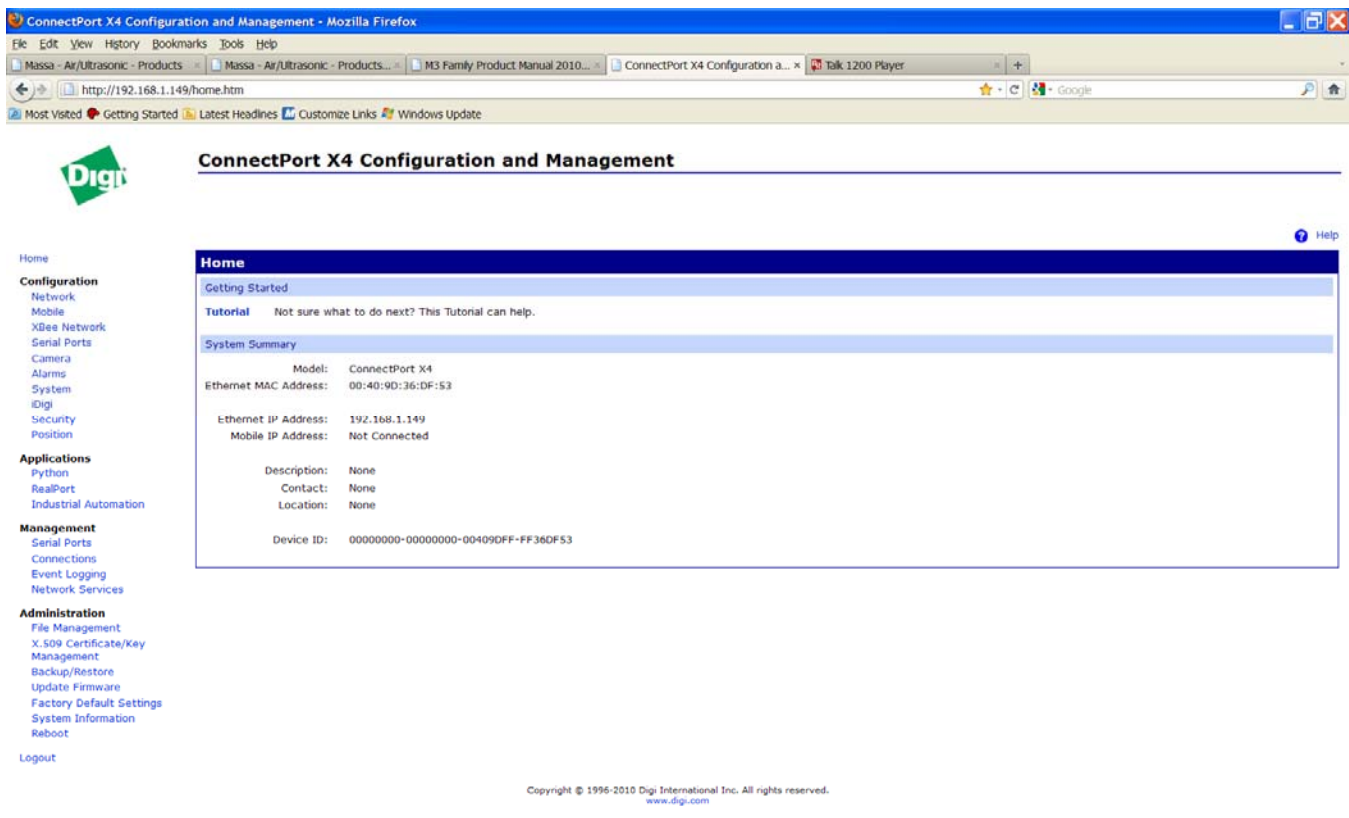 ConnectPort X4 Configuration and Management - Mozilla Firefox
File Edit View History Bookmarks Tools Help
Massa - Air/Ultrasonic - Products × Massa - Air/Ultrasonic - Products... × M3 Family Product Manual 2010... × ConnectPort X4 Configuration a... × Talk 1200 Player × +
http://192.168.1.149/home.htm Google
Most Visited Getting Started Latest Headlines Customize Links Windows Update
Digi
ConnectPort X4 Configuration and Management
? Help
Home
Configuration
Network
Mobile
XBee Network
Serial Ports
Camera
Alarms
System
iDigi
Security
Position
Applications
Python
RealPort
Industrial Automation
Management
Serial Ports
Connections
Event Logging
Network Services
Administration
File Management
X.509 Certificate/Key
Management
Backup/Restore
Update Firmware
Factory Default Settings
System Information
Reboot
Logout
Home
Getting Started
Tutorial Not sure what to do next? This Tutorial can help.
System Summary
Model: ConnectPort X4
Ethernet MAC Address: 00:40:9D:36:DF:53
Ethernet IP Address: 192.168.1.149
Mobile IP Address: Not Connected
Description: None
Contact: None
Location: None
Device ID: 00000000-00000000-00409DFF-FF36DF53
Copyright © 1996-2010 Digi International Inc. All rights reserved.
www.digi.com